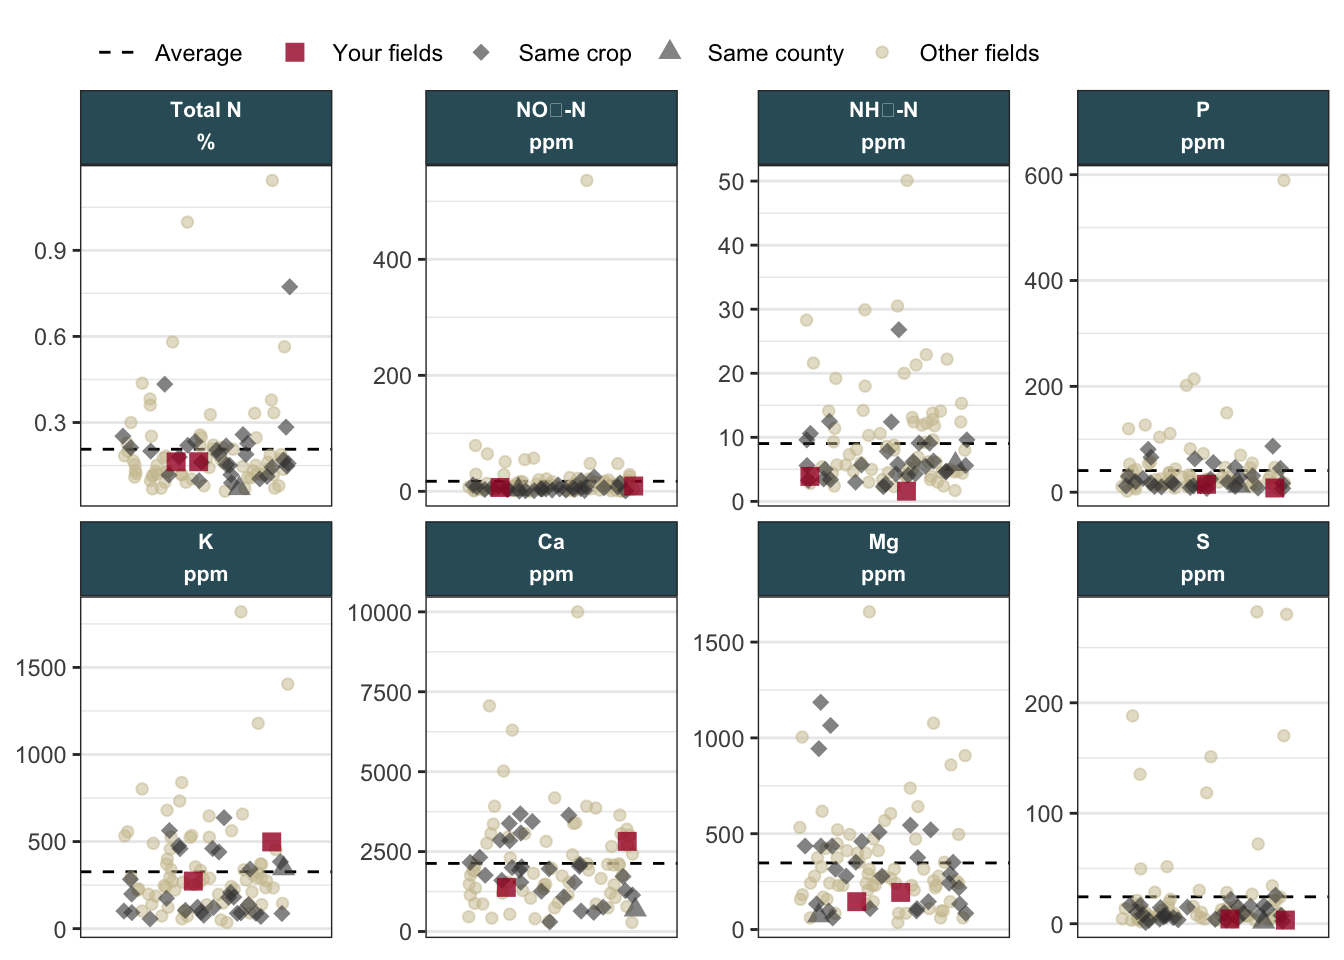 Average Your fields Same crop Same county Other fields
Total N
%
NO□-N
ppm
NH□-N
ppm
P
ppm
0.9
0.6
0.3
400
200
0
50
40
30
20
10
0
600
400
200
0
K
ppm
Ca
ppm
Mg
ppm
S
ppm
1500
1000
500
0
10000
7500
5000
2500
0
1500
1000
500
0
200
100
0